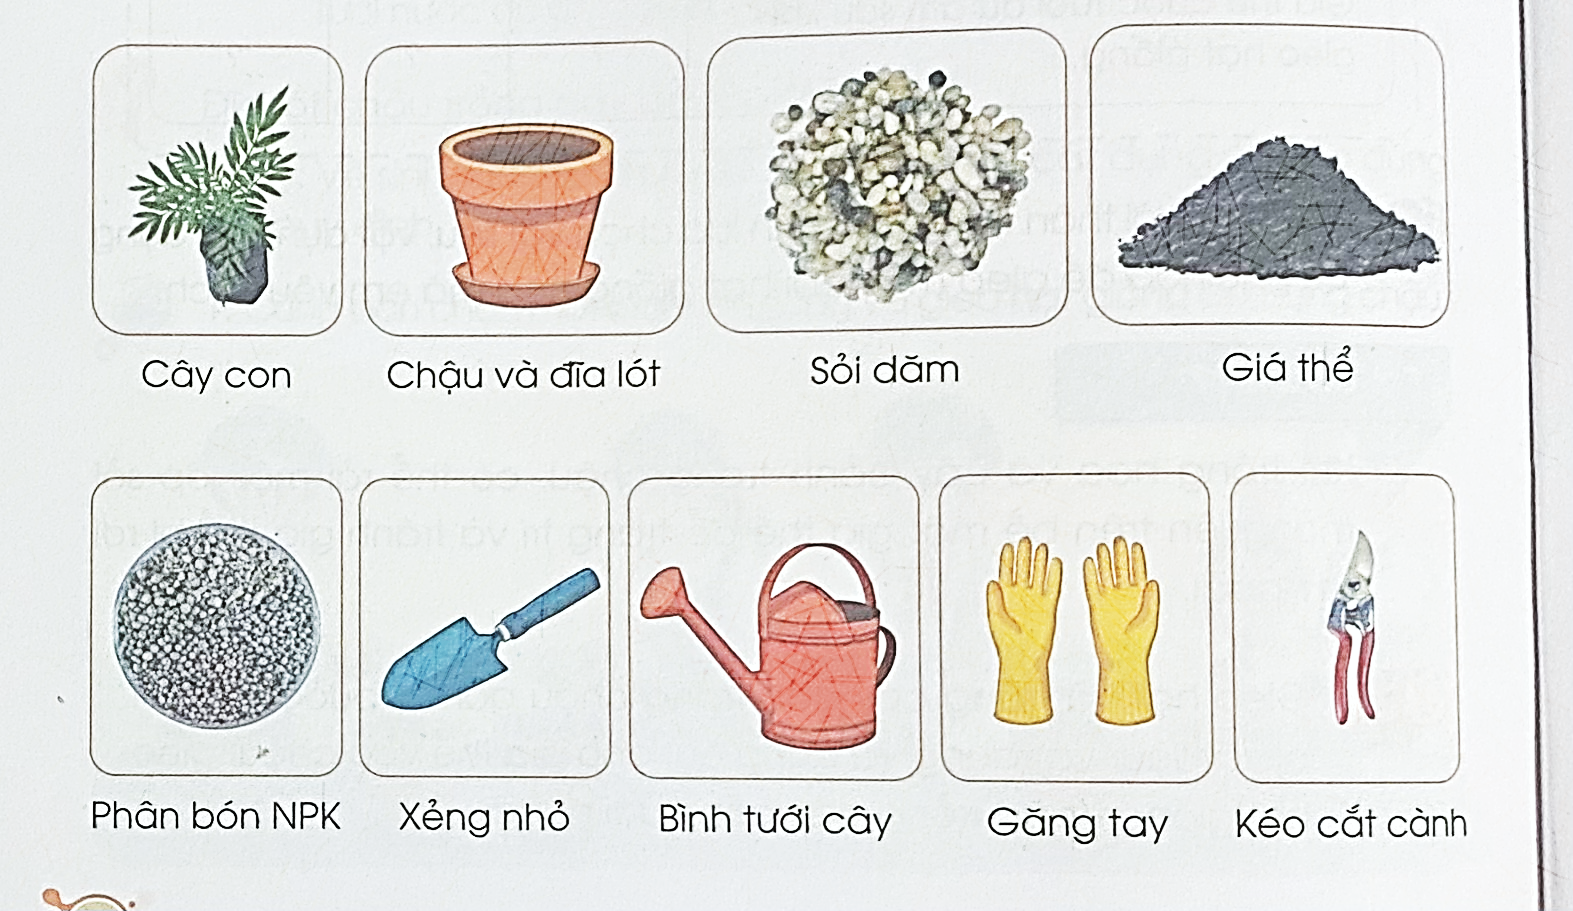 Cây con
Chậu và đĩa lót
Sỏi dăm
Giá thể
Phân bón NPK
Xẻng nhỏ
Bình tưới cây
Găng tay
Kéo cắt cành